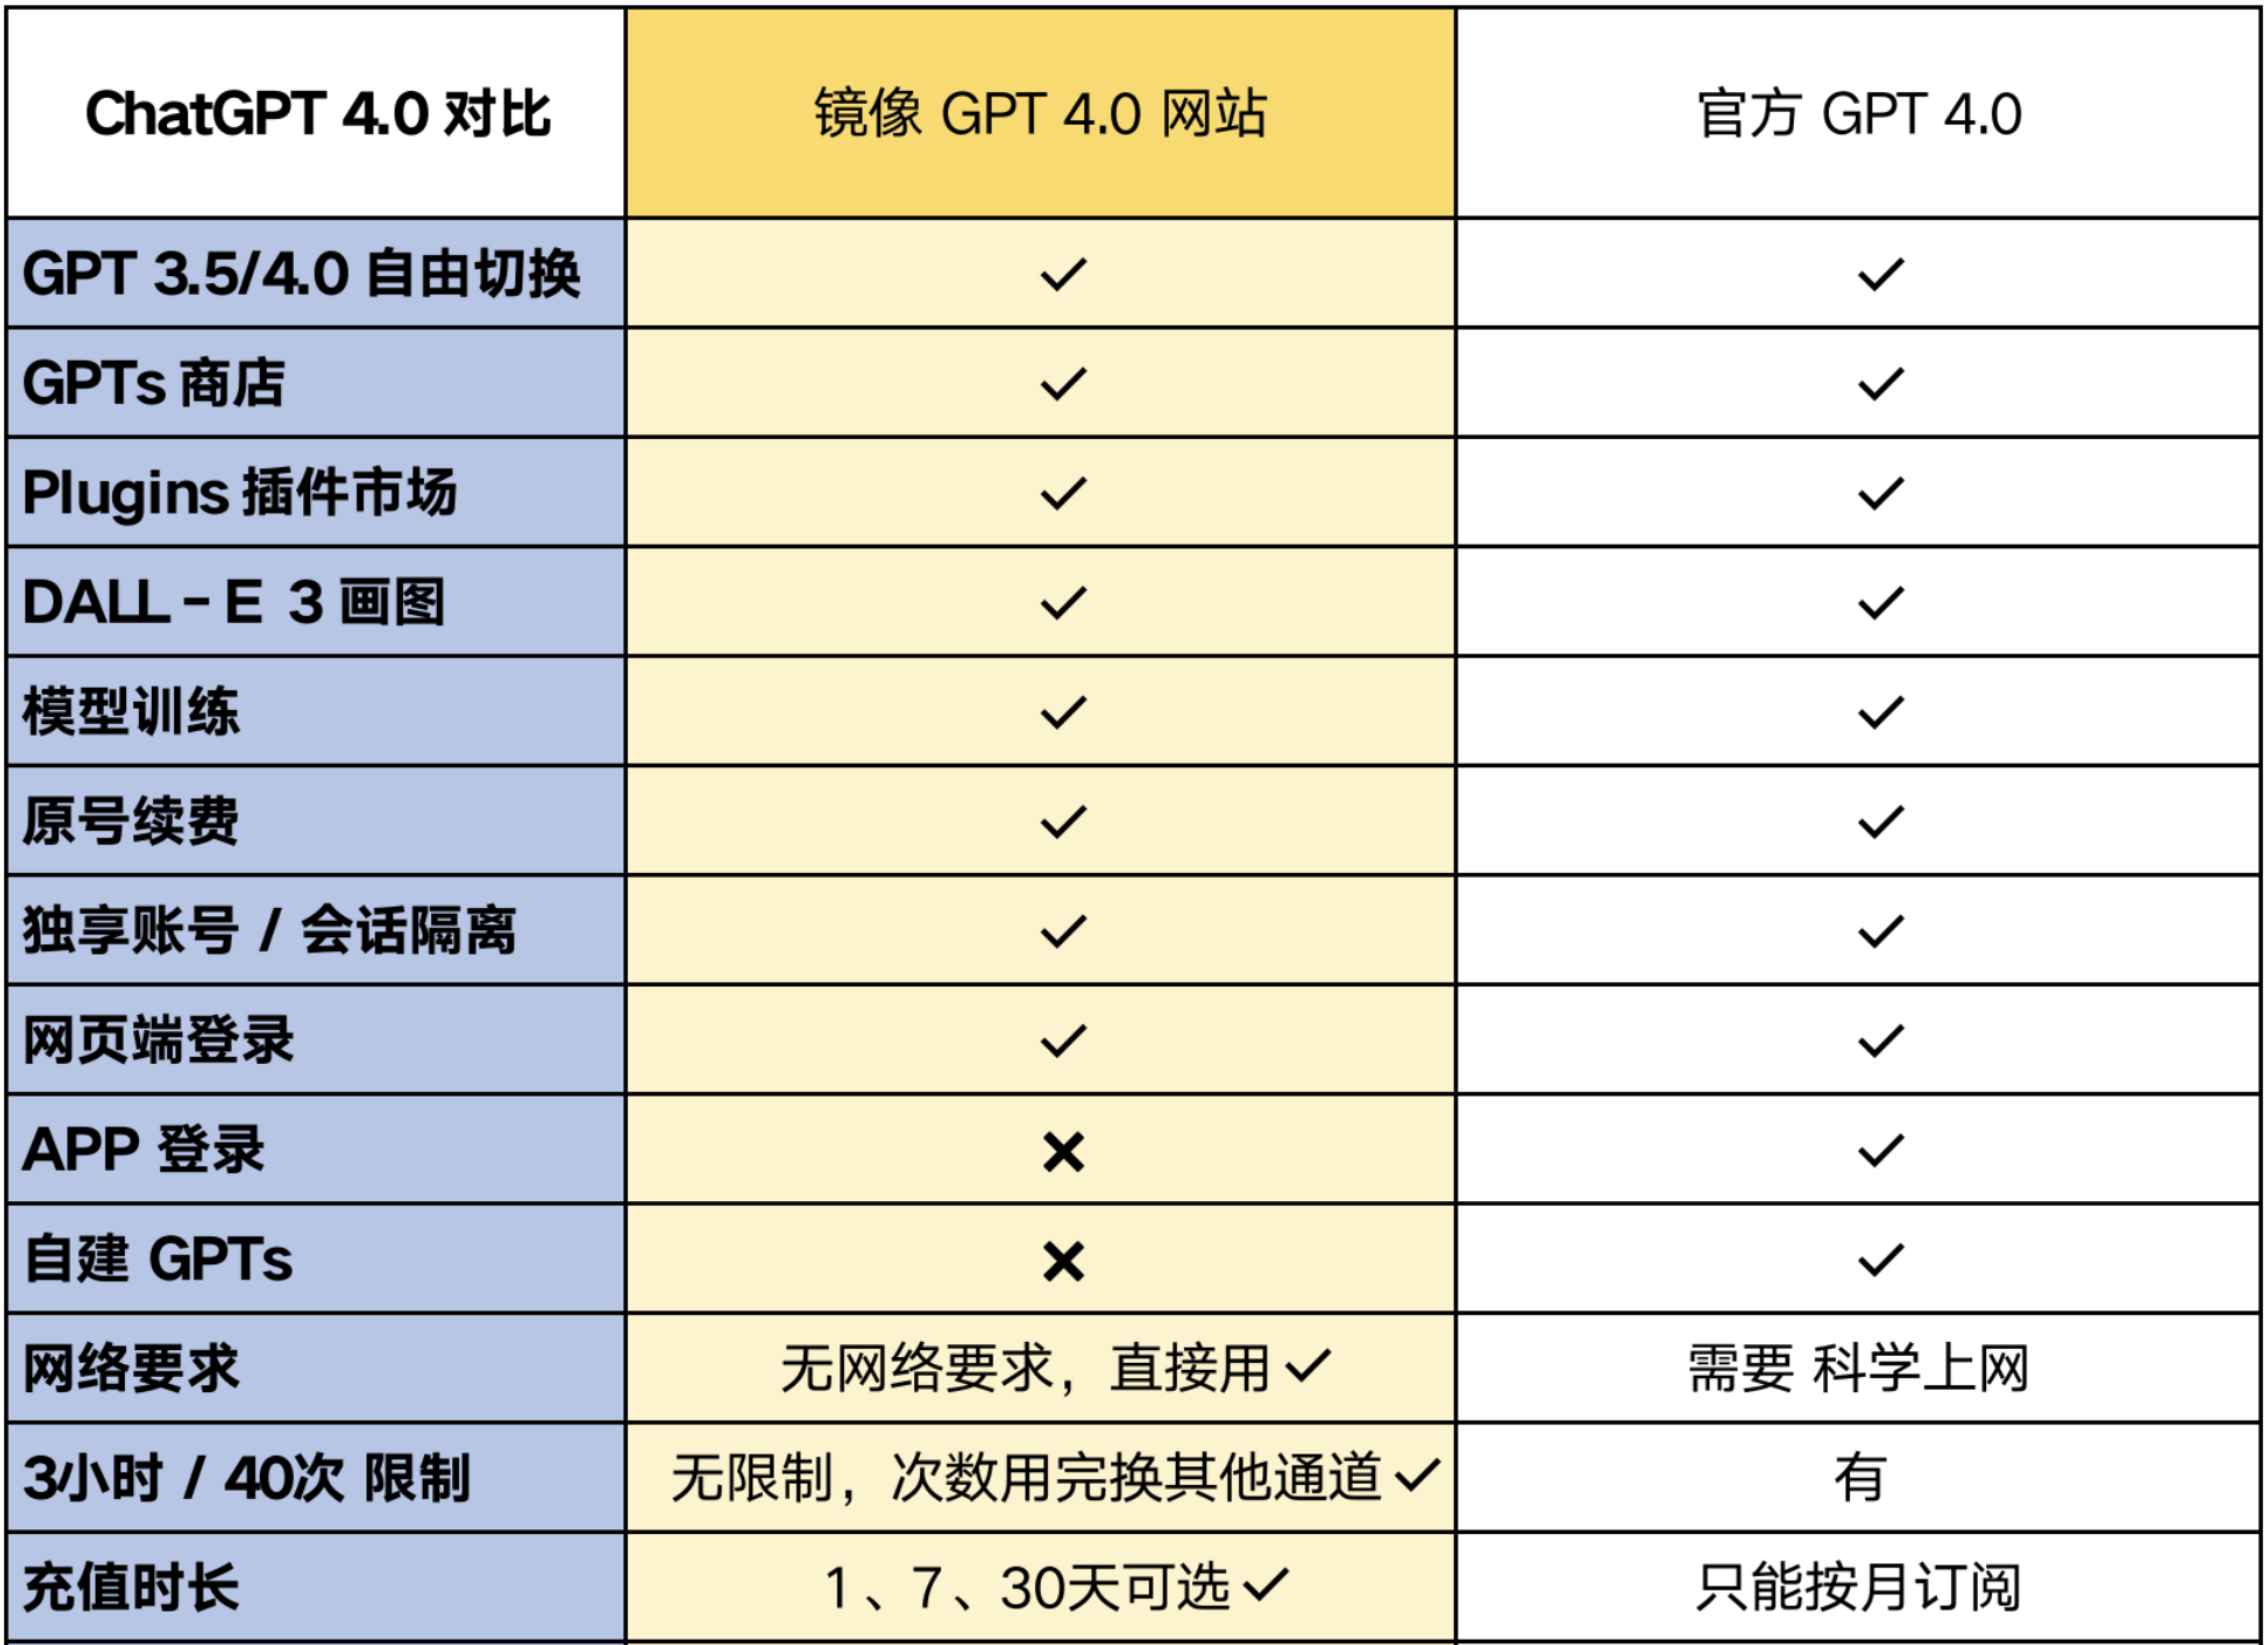 ChatGPT 4.0 对比 镜像 GPT 4.0 网站 官方 GPT 4.0
GPT 3.5/4.0 自由切换 ✓ ✓
GPTs 商店 ✓ ✓
Plugins 插件市场 ✓ ✓
DALL-E 3 画图 ✓ ✓
模型训练 ✓ ✓
原号续费 ✓ ✓
独享账号 / 会话隔离 ✓ ✓
网页端登录 ✓ ✓
APP 登录 ✖ ✓
自建 GPTs ✖ ✓
网络要求 无网络要求，直接用 ✓ 需要 科学上网
3小时 / 40次 限制 无限制，次数用完换其他通道 ✓ 有
充值时长 1、7、30天可选 ✓ 只能按月订阅